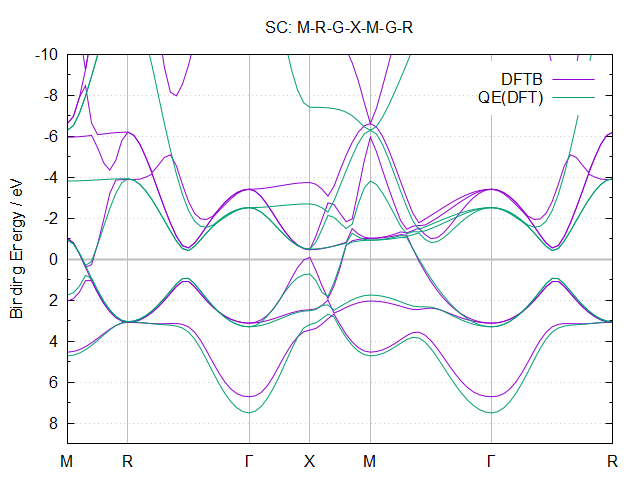 SC: M-R-G-X-M-G-R
DFTB
QE(DFT)
Binding Energy / eV
-10
-8
-6
-4
-2
0
2
4
6
8
M R Γ X M Γ R